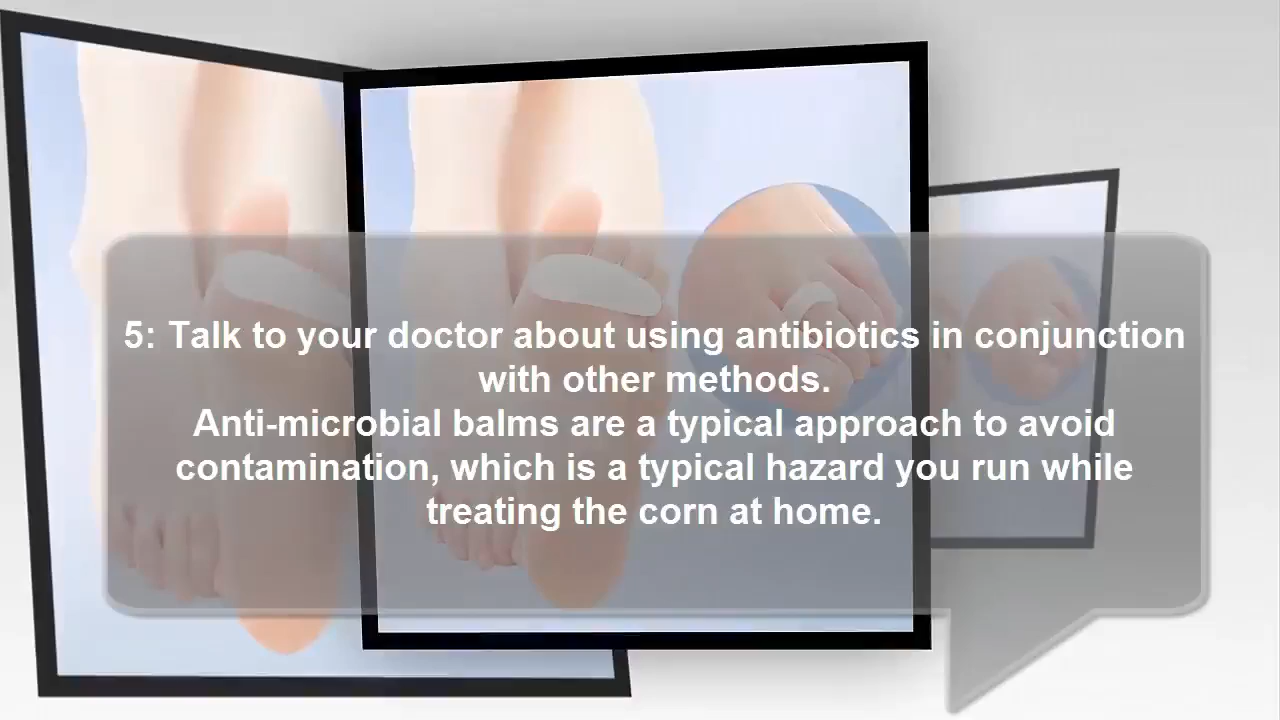 5: Talk to your doctor about using antibiotics in conjunction
with other methods.
Anti-microbial balms are a typical approach to avoid
contamination, which is a typical hazard you run while
treating the corn at home.